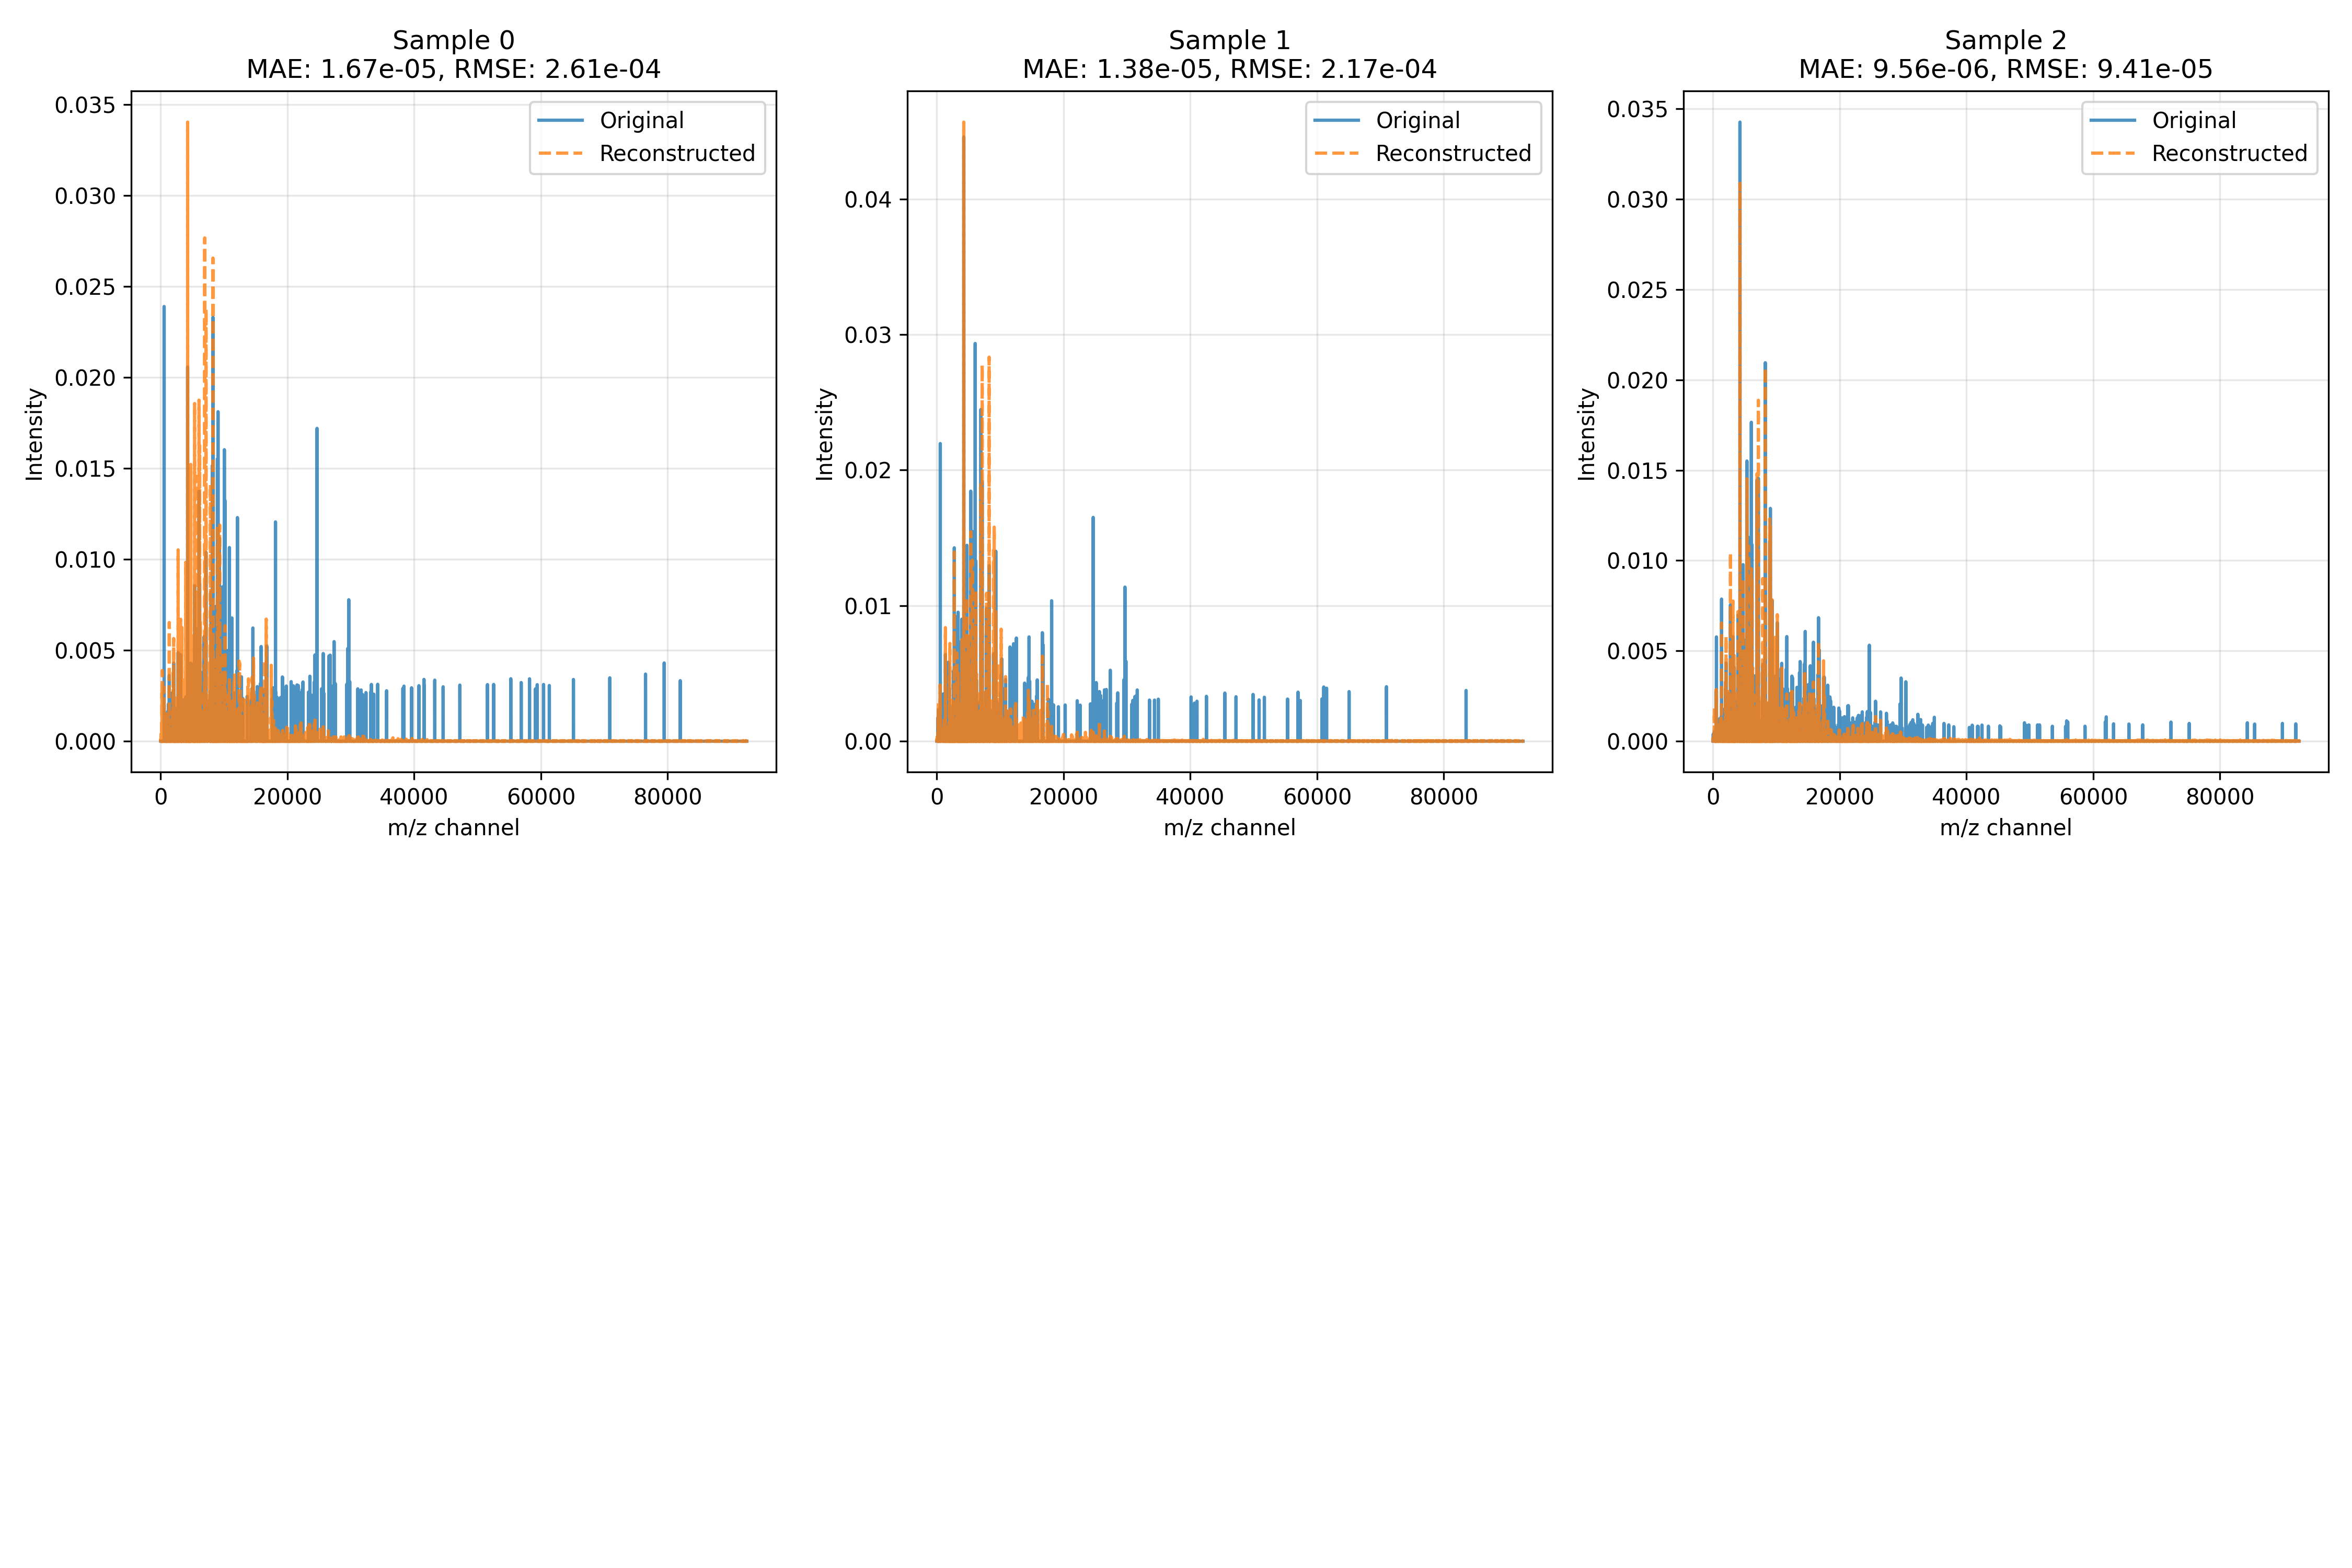 Sample 0
MAE: 1.67e-05, RMSE: 2.61e-04
Original
Reconstructed
Intensity
0.035
0.030
0.025
0.020
0.015
0.010
0.005
0.000
0
20000
40000
60000
80000
m/z channel
Sample 1
MAE: 1.38e-05, RMSE: 2.17e-04
Original
Reconstructed
Intensity
0.04
0.03
0.02
0.01
0.00
0
20000
40000
60000
80000
m/z channel
Sample 2
MAE: 9.56e-06, RMSE: 9.41e-05
Original
Reconstructed
Intensity
0.035
0.030
0.025
0.020
0.015
0.010
0.005
0.000
0
20000
40000
60000
80000
m/z channel